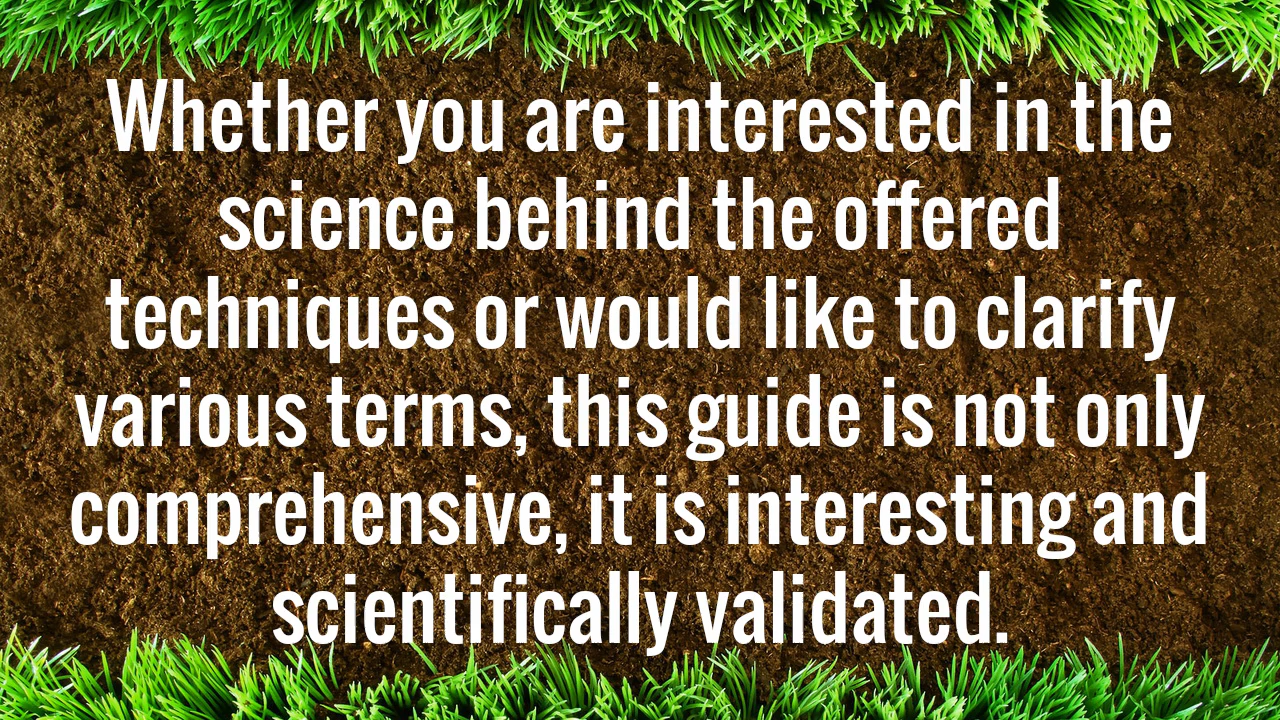 Whether you are interested in the
science behind the offered
techniques or would like to clarify
various terms, this guide is not only
comprehensive, it is interesting and
scientifically validated.